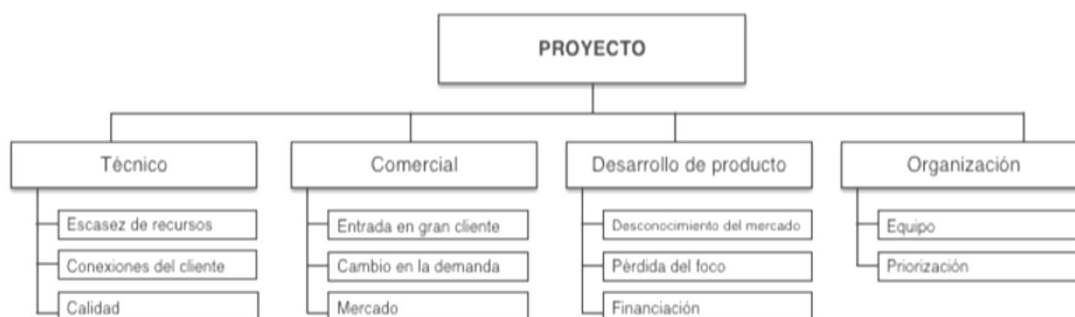 PROYECTO
Técnico
Escasez de recursos
Conexiones del cliente
Calidad
Comercial
Entrada en gran cliente
Cambio en la demanda
Mercado
Desarrollo de producto
Desconocimiento del mercado
Pérdida del foco
Financiación
Organización
Equipo
Priorización